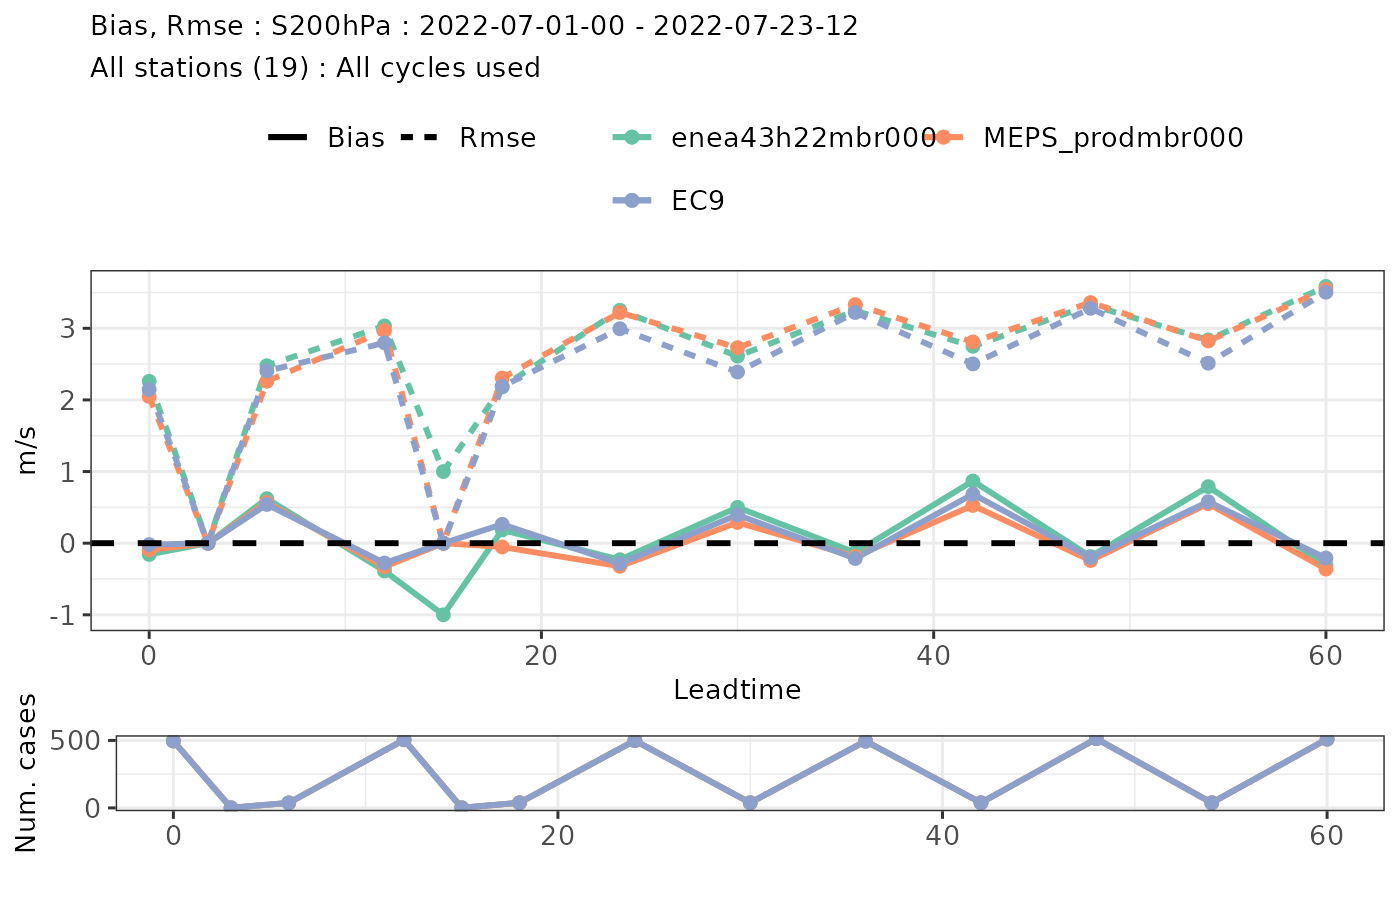 Bias, Rmse : S200hPa : 2022-07-01-00 - 2022-07-23-12
All stations (19) : All cycles used
Bias Rmse enea43h22mbr000 MEPS_prodmbr000
EC9
m/s
3
2
1
0
-1
0 20 40 60
Leadtime
Num. cases
500
0
0 20 40 60